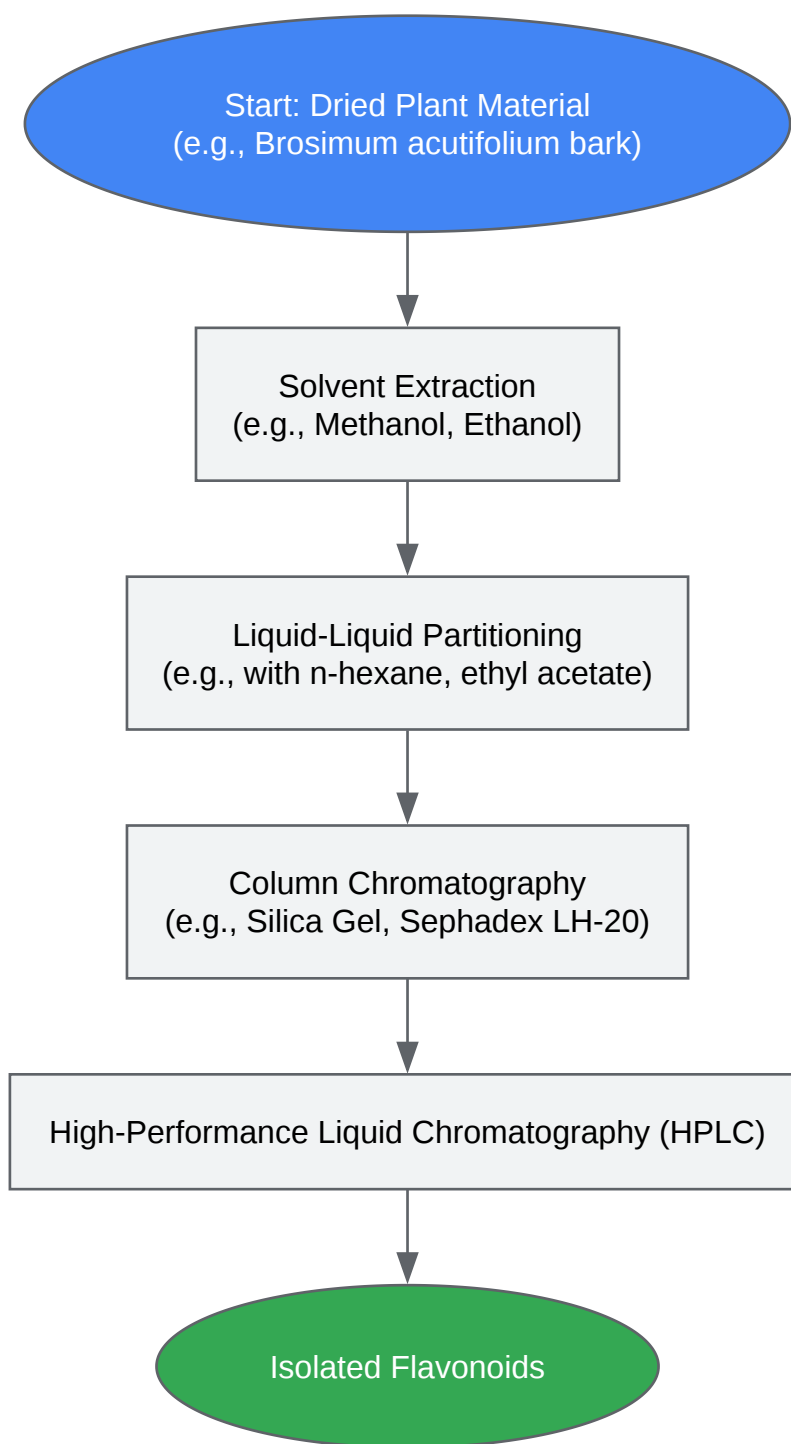 Start: Dried Plant Material
(e.g., Brosimum acutifolium bark)
Solvent Extraction
(e.g., Methanol, Ethanol)
Liquid-Liquid Partitioning
(e.g., with n-hexane, ethyl acetate)
Column Chromatography
(e.g., Silica Gel, Sephadex LH-20)
High-Performance Liquid Chromatography (HPLC)
Isolated Flavonoids